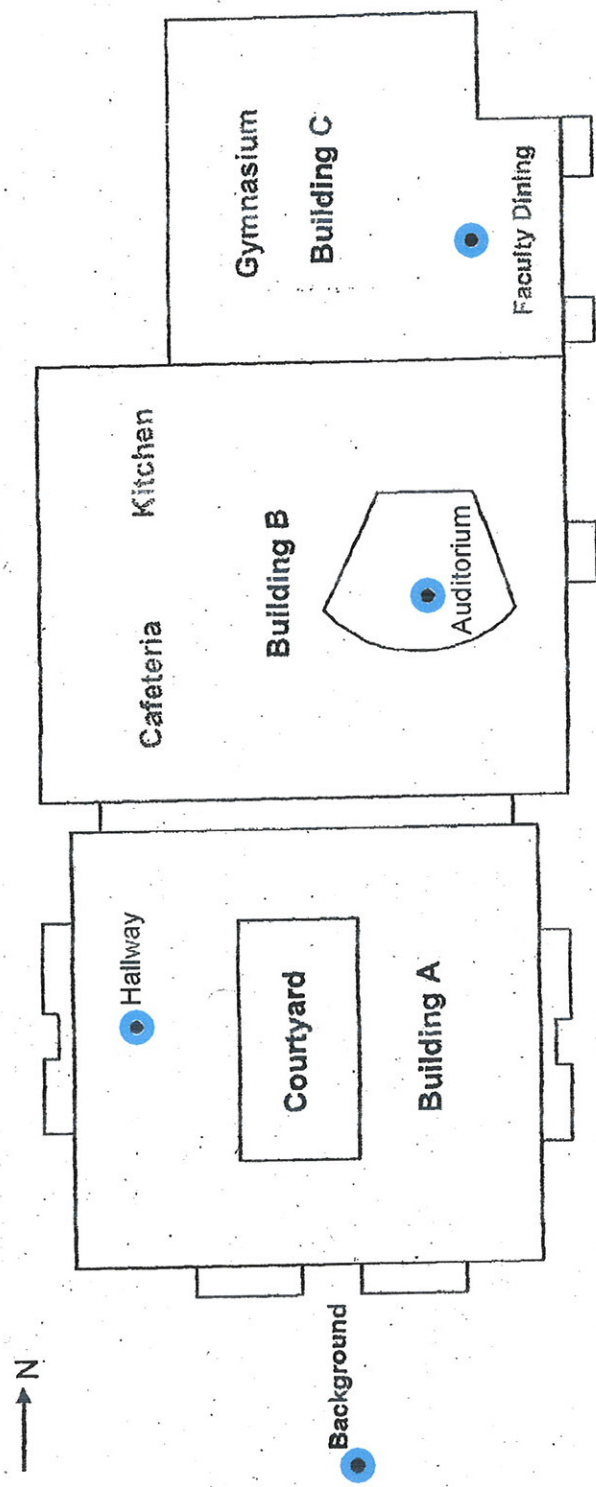 N
Background
Hallway
Courtyard
Building A
Cafeteria
Kitchen
Building B
Auditorium
Gymnasium
Building C
Faculty Dining